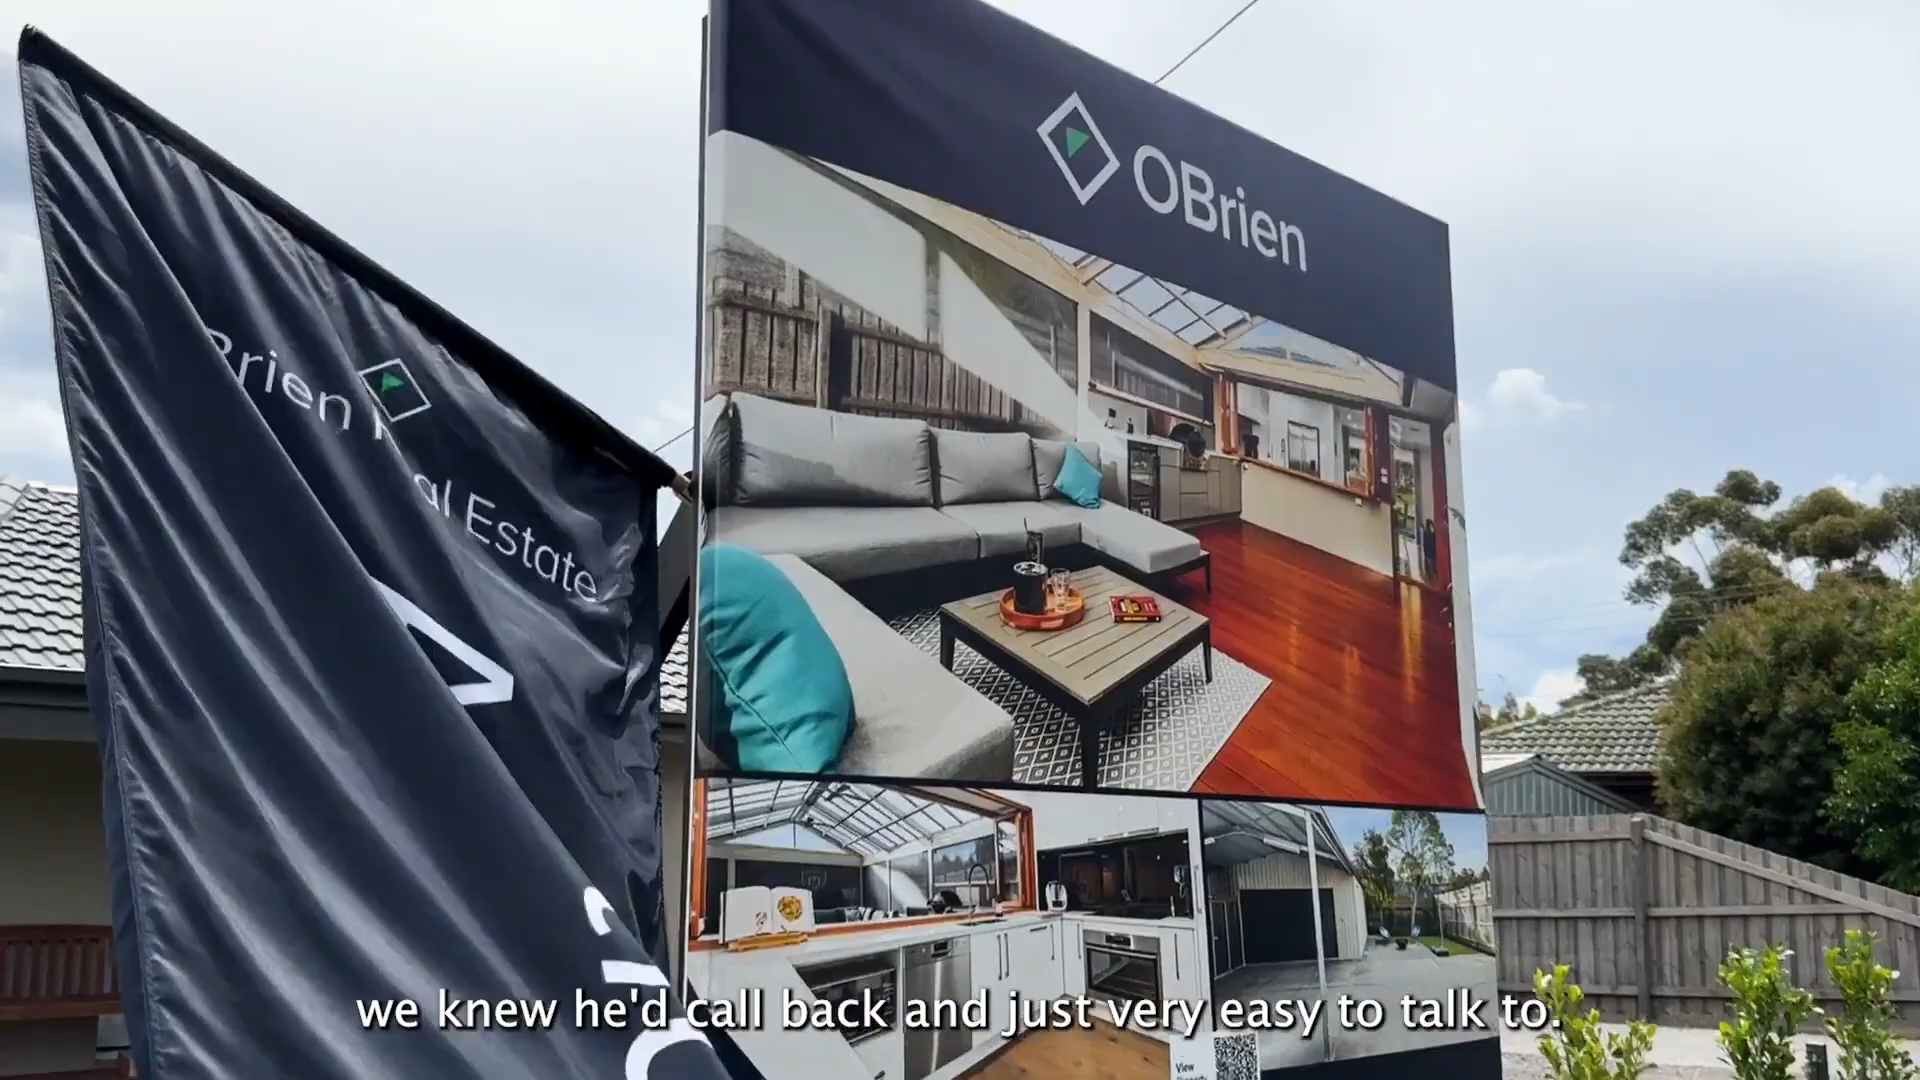 OBrien
Brien
al Estate
we knew he'd call back and just very easy to talk to.
View